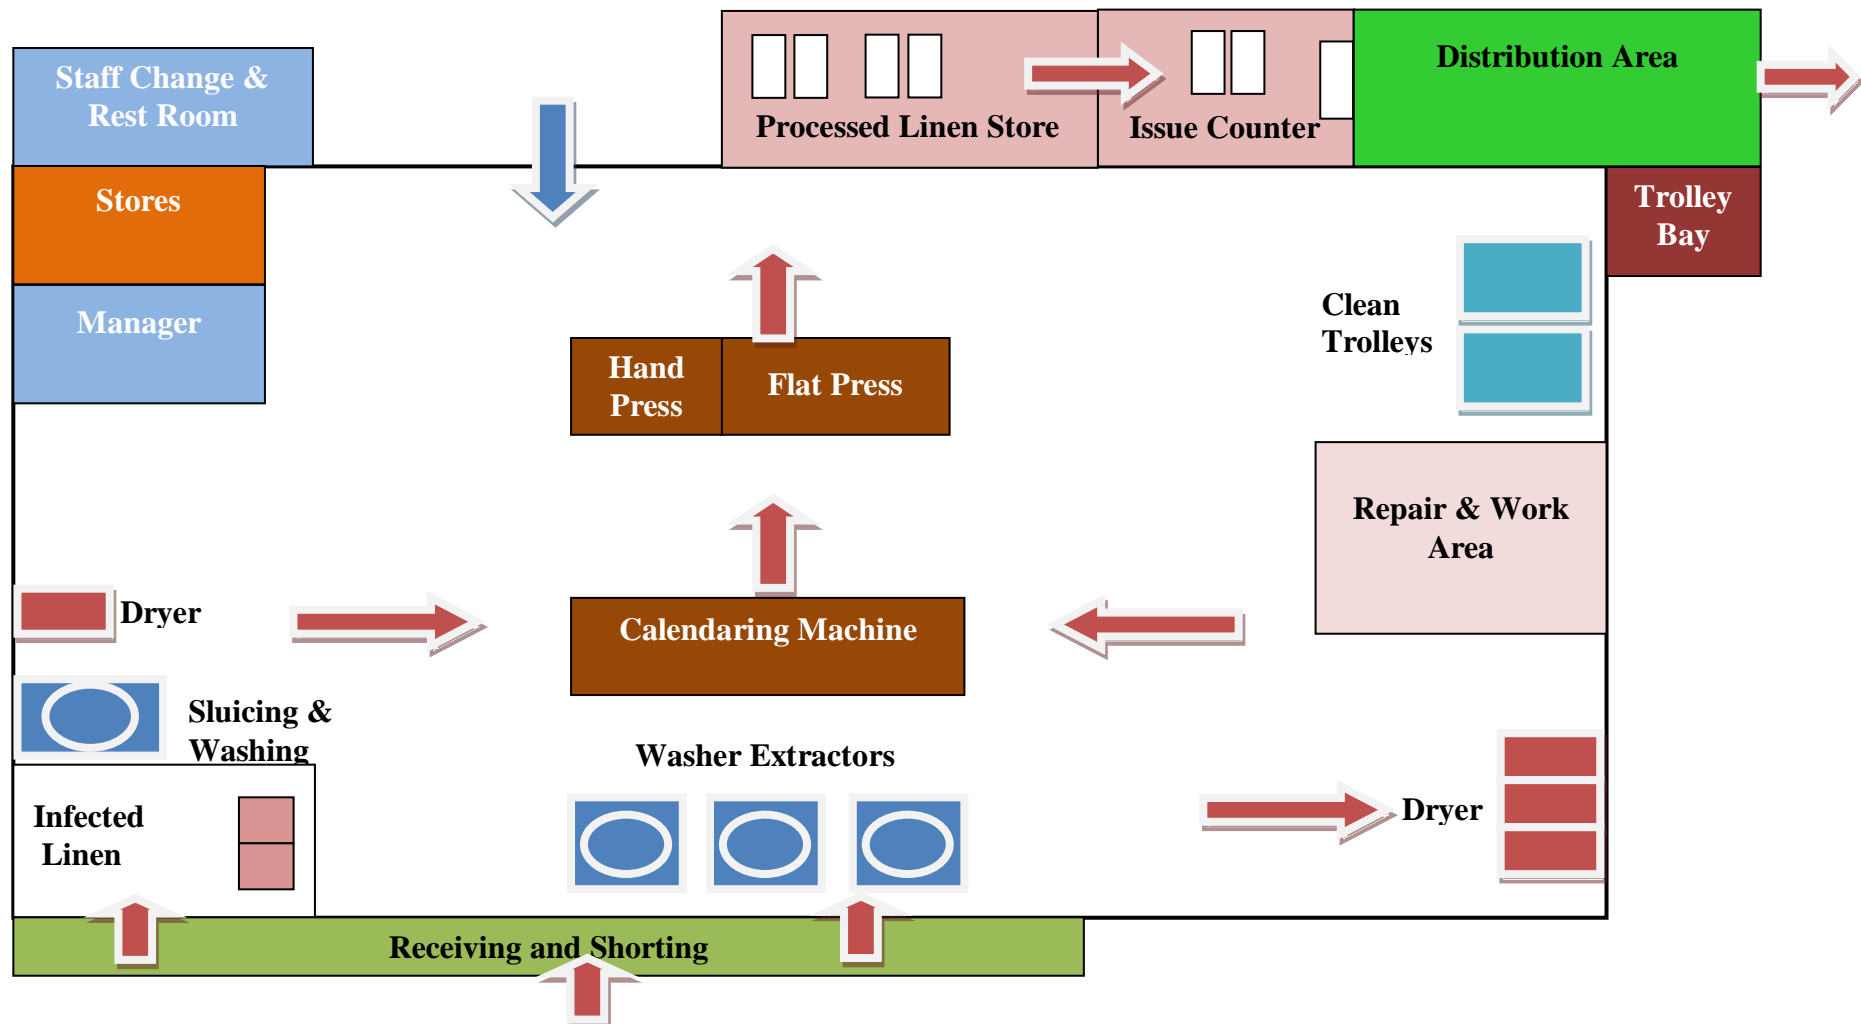 Staff Change &
Rest Room
Stores
Manager
Processed Linen Store
Issue Counter
Distribution Area
Trolley
Bay
Clean
Trolleys
Hand
Press
Flat Press
Repair & Work
Area
Dryer
Calendaring Machine
Sluicing &
Washing
Washer Extractors
Dryer
Infected
Linen
Receiving and Shorting